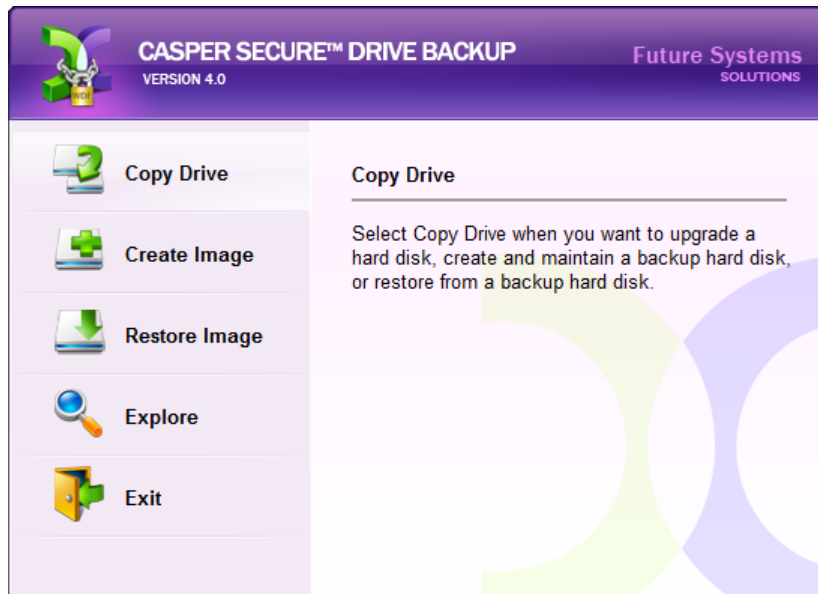 CASPER SECURE™ DRIVE BACKUP
VERSION 4.0
Future Systems
SOLUTIONS
WDE
Copy Drive
Create Image
Restore Image
Explore
Exit
Copy Drive
Select Copy Drive when you want to upgrade a
hard disk, create and maintain a backup hard disk,
or restore from a backup hard disk.